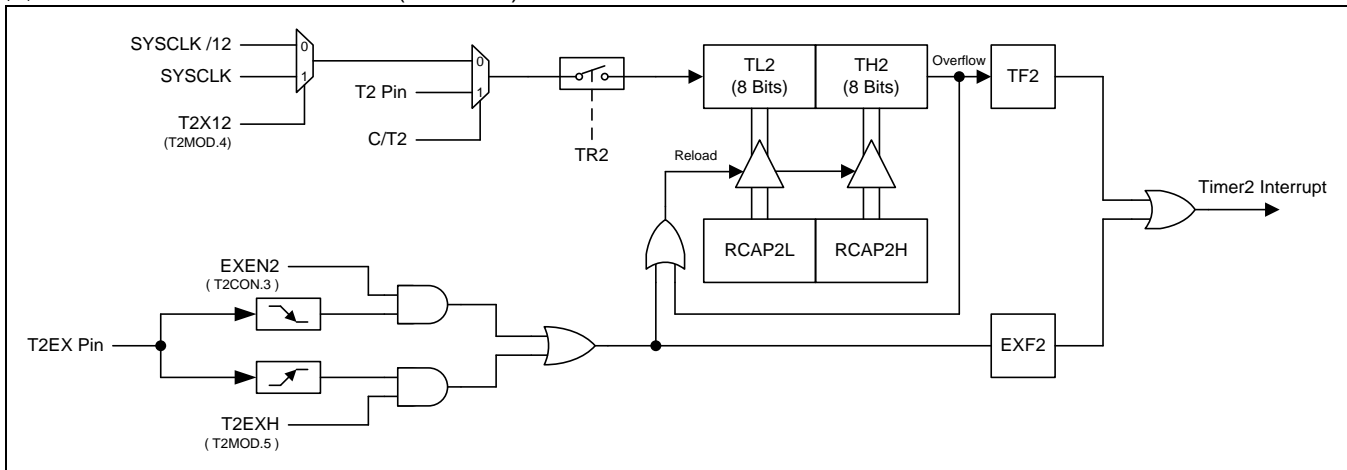 SYSCLK /12
SYSCLK
0
1
T2X12
(T2MOD.4)
T2 Pin
0
1
C/T2
TR2
TL2
(8 Bits)
TH2
(8 Bits)
Overflow
TF2
Reload
RCAP2L
RCAP2H
Timer2 Interrupt
EXEN2
( T2CON.3 )
T2EX Pin
T2EXH
( T2MOD.5 )
EXF2